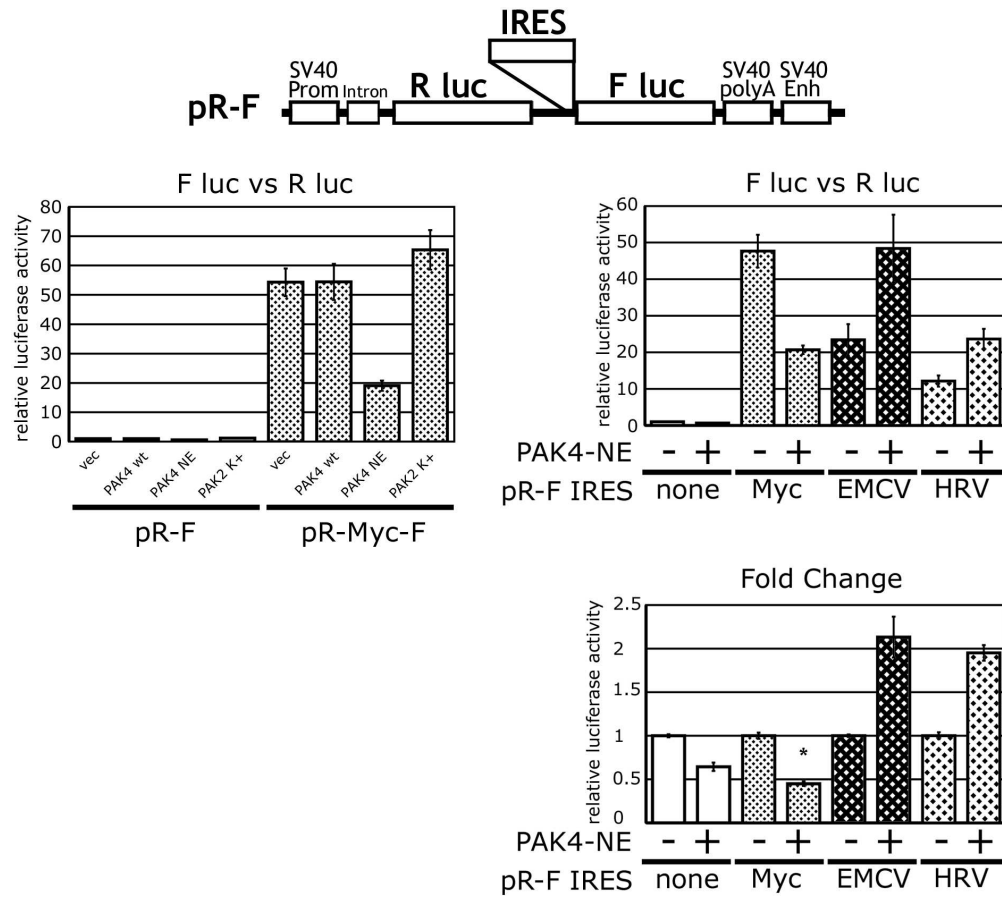 IRES
SV40 Prom
Intron
R luc
F luc
SV40 polyA
SV40 Enh
pR-F
F luc vs R luc
relative luciferase activity
80
70
60
50
40
30
20
10
0
vec
PAK4 wt
PAK4 NE
PAK2 K+
vec
PAK4 wt
PAK4 NE
PAK2 K+
pR-F
pR-Myc-F
F luc vs R luc
relative luciferase activity
60
50
40
30
20
10
0
PAK4-NE - + - + - + - +
pR-F IRES none Myc EMCV HRV
Fold Change
relative luciferase activity
2.5
2
1.5
1
0.5
0
*
PAK4-NE - + - + - + - +
pR-F IRES none Myc EMCV HRV